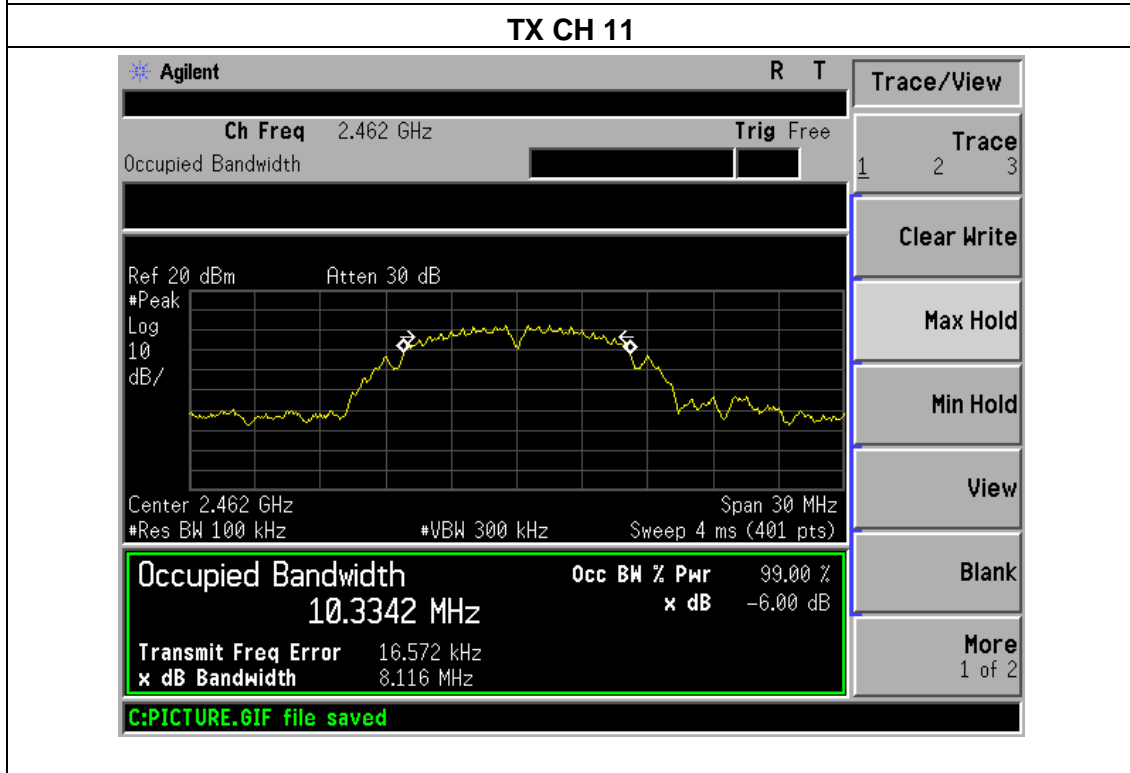 TX CH 11
Agilent R T
Trace/View
Ch Freq 2.462 GHz Trig Free
Occupied Bandwidth
Trace
1 2 3
Clear Write
Ref 20 dBm Atten 30 dB
#Peak
Log
10
dB/
Max Hold
Min Hold
View
Center 2.462 GHz Span 30 MHz
#Res BW 100 kHz #VBW 300 kHz Sweep 4 ms (401 pts)
Occupied Bandwidth Occ BW % Pwr 99.00 %
10.3342 MHz x dB -6.00 dB
Blank
Transmit Freq Error 16.572 kHz
x dB Bandwidth 8.116 MHz
More
1 of 2
C:PICTURE.GIF file saved